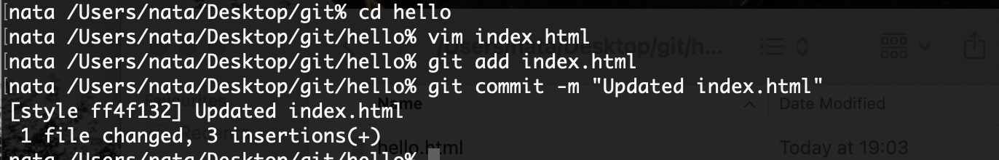 [nata /Users/nata/Desktop/git% cd hello
[nata /Users/nata/Desktop/git/hello% vim index.html
/Users/nata/Desktop/git/h...
[nata /Users/nata/Desktop/git/hello% git add index.html
[nata /Users/nata/Desktop/git/hello% git commit -m "Updated index.html"
Favourites
[style ff4f132] Updated index.html
Name
Date Modified
1 file changed, 3 insertions(+)
hello.html
Today at 19:03
nata /Users/nata/Desktop/git/hello%